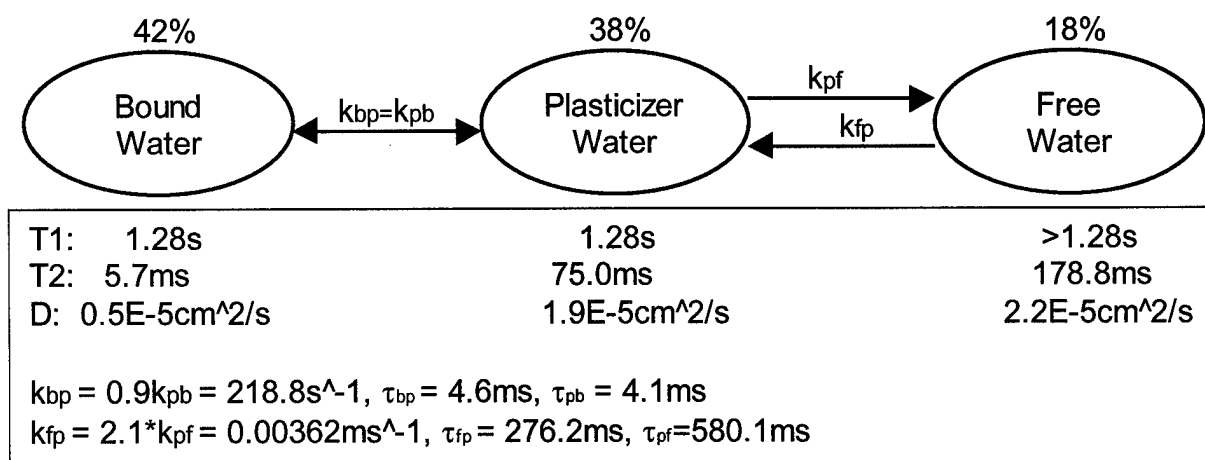 42% 38% 18%
Bound Water
kbp=kpb
Plasticizer Water
kpf
kfp
Free Water
T1: 1.28s 1.28s >1.28s
T2: 5.7ms 75.0ms 178.8ms
D: 0.5E-5cm^2/s 1.9E-5cm^2/s 2.2E-5cm^2/s
kbp = 0.9kpb = 218.8s^-1, τbp = 4.6ms, τpb = 4.1ms
kfp = 2.1*kpf = 0.00362ms^-1, τfp = 276.2ms, τpf=580.1ms